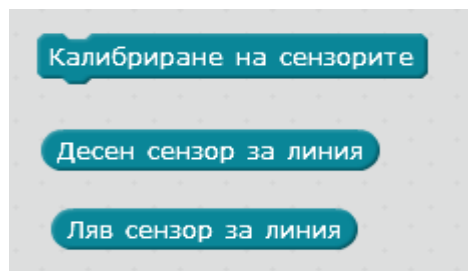 Калибриране на сензорите
Десен сензор за линия
Ляв сензор за линия